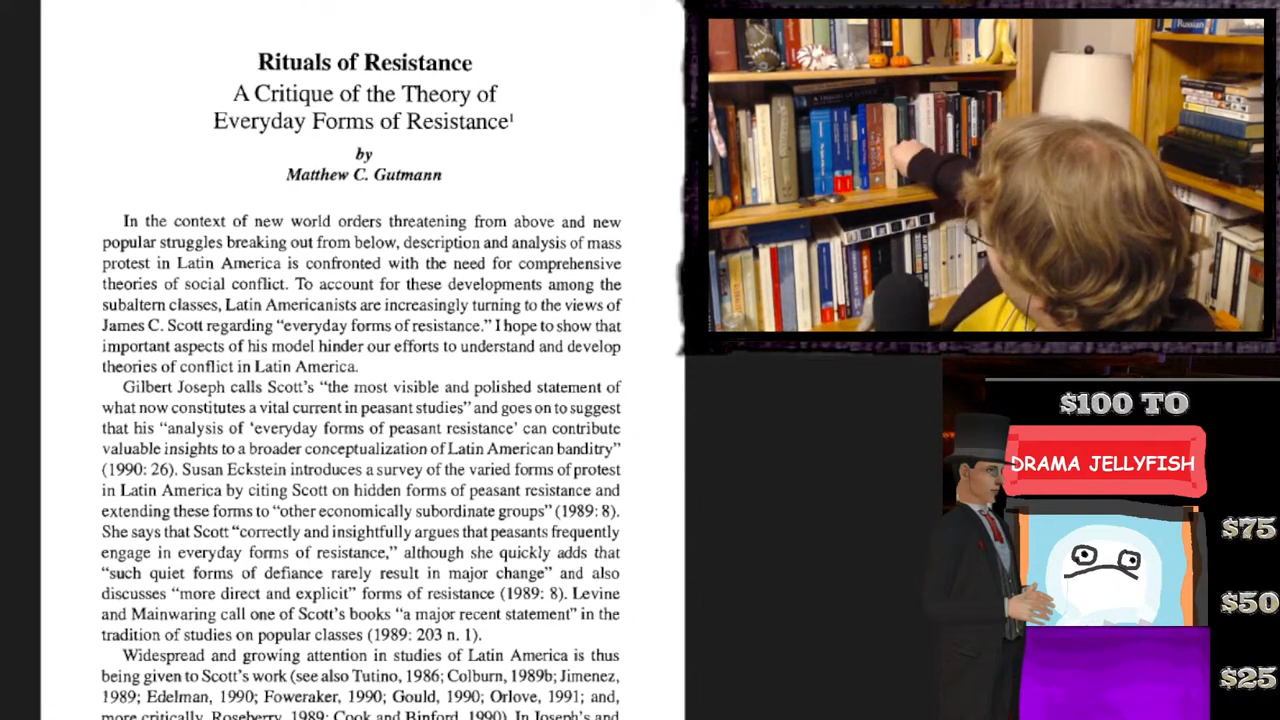 Rituals of Resistance
A Critique of the Theory of
Everyday Forms of Resistance¹
by
Matthew C. Gutmann
In the context of new world orders threatening from above and new
popular struggles breaking out from below, description and analysis of mass
protest in Latin America is confronted with the need for comprehensive
theories of social conflict. To account for these developments among the
subaltern classes, Latin Americanists are increasingly turning to the views of
James C. Scott regarding “everyday forms of resistance.” I hope to show that
important aspects of his model hinder our efforts to understand and develop
theories of conflict in Latin America.
Gilbert Joseph calls Scott’s “the most visible and polished statement of
what now constitutes a vital current in peasant studies” and goes on to suggest
that his “analysis of ‘everyday forms of peasant resistance’ can contribute
valuable insights to a broader conceptualization of Latin American banditry”
(1990: 26). Susan Eckstein introduces a survey of the varied forms of protest
in Latin America by citing Scott on hidden forms of peasant resistance and
extending these forms to “other economically subordinate groups” (1989: 8).
She says that Scott “correctly and insightfully argues that peasants frequently
engage in everyday forms of resistance,” although she quickly adds that
“such quiet forms of defiance rarely result in major change” and also
discusses “more direct and explicit” forms of resistance (1989: 8). Levine
and Mainwaring call one of Scott’s books “a major recent statement” in the
tradition of studies on popular classes (1989: 203 n. 1).
Widespread and growing attention in studies of Latin America is thus
being given to Scott’s work (see also Tutino, 1986; Colburn, 1989b; Jimenez,
1989; Edelman, 1990; Foweraker, 1990; Gould, 1990; Orlove, 1991; and,
more critically, Roseberry, 1989; Cook and Binford, 1990). In Joseph’s and
Russian
$100 TO
DRAMA JELLYFISH
$75
$50
$25